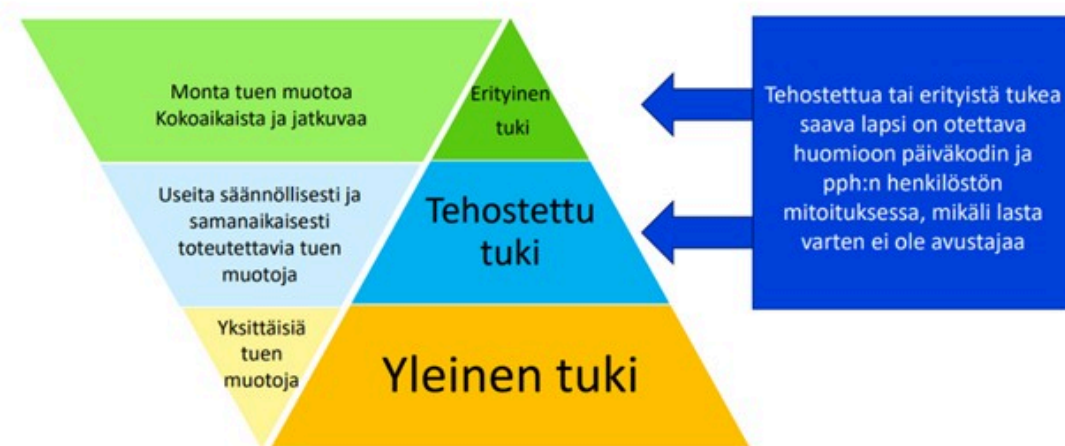 Monta tuen muotoa
Kokoaikaista ja jatkuvaa
Erityinen
tuki
Useita säännöllisesti ja
samanaikaisesti
toteutettavia tuen
muotoja
Tehostettu
tuki
Yksittäisiä
tuen
muotoja
Yleinen tuki
Tehostettua tai erityistä tukea
saava lapsi on otettava
huomioon päiväkodin ja
pph:n henkilöstön
mitoituksessa, mikäli lasta
varten ei ole avustajaa